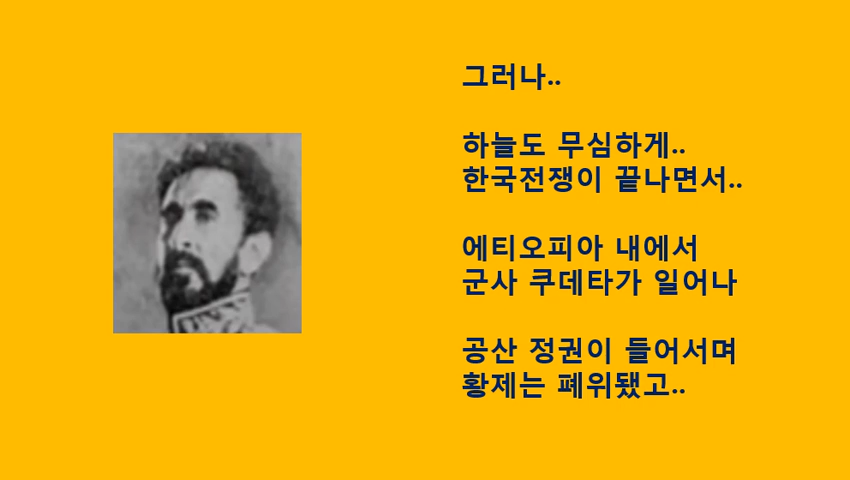 그러나..
하늘도 무심하게..
한국전쟁이 끝나면서..
에티오피아 내에서
군사 쿠데타가 일어나
공산 정권이 들어서며
황제는 폐위됐고..